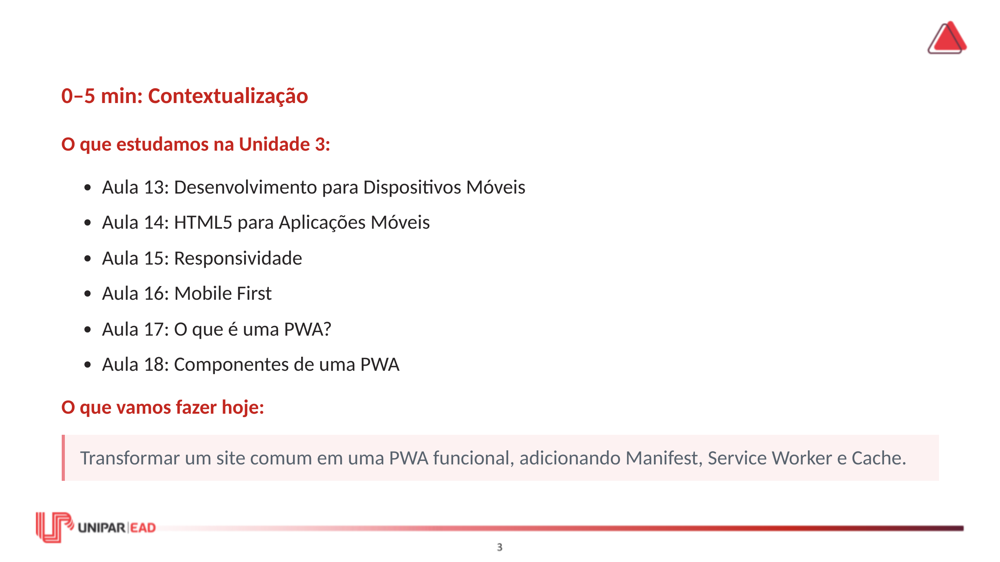 0–5 min: Contextualização
O que estudamos na Unidade 3:
• Aula 13: Desenvolvimento para Dispositivos Móveis
• Aula 14: HTML5 para Aplicações Móveis
• Aula 15: Responsividade
• Aula 16: Mobile First
• Aula 17: O que é uma PWA?
• Aula 18: Componentes de uma PWA
O que vamos fazer hoje:
Transformar um site comum em uma PWA funcional, adicionando Manifest, Service Worker e Cache.
UNIPAR|EAD
3